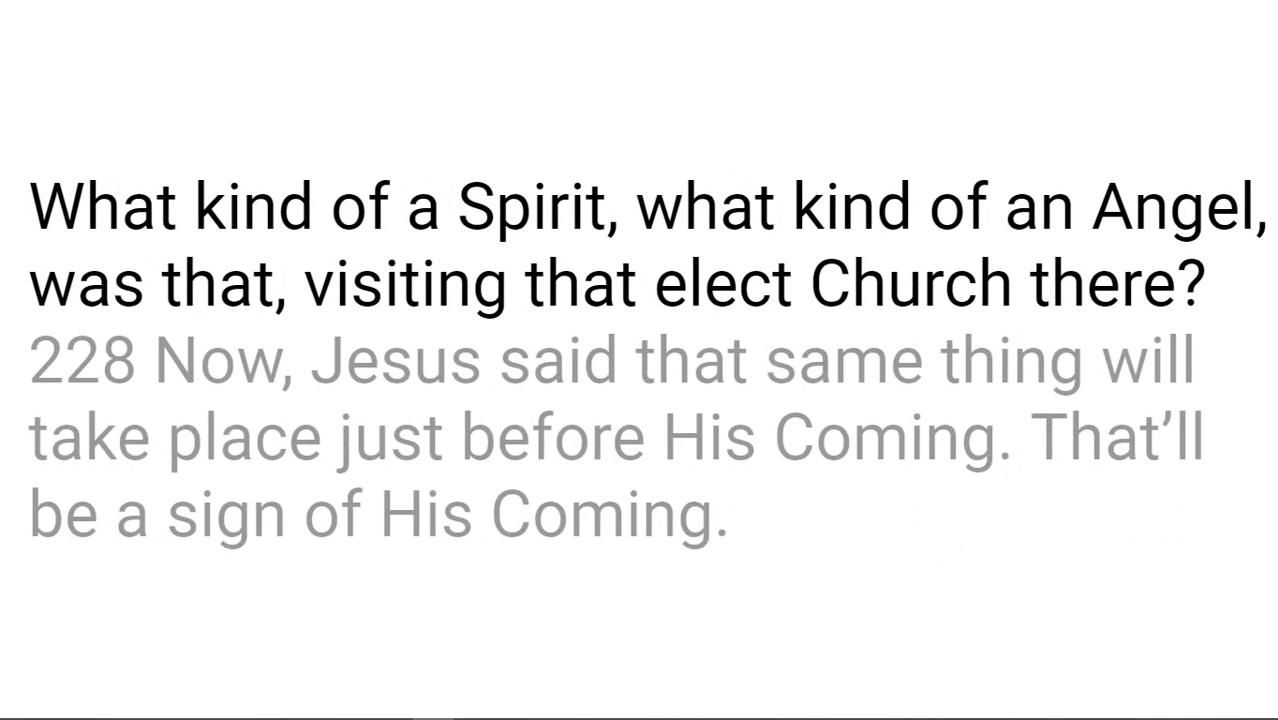 What kind of a Spirit, what kind of an Angel,
was that, visiting that elect Church there?
228 Now, Jesus said that same thing will
take place just before His Coming. That’ll
be a sign of His Coming.